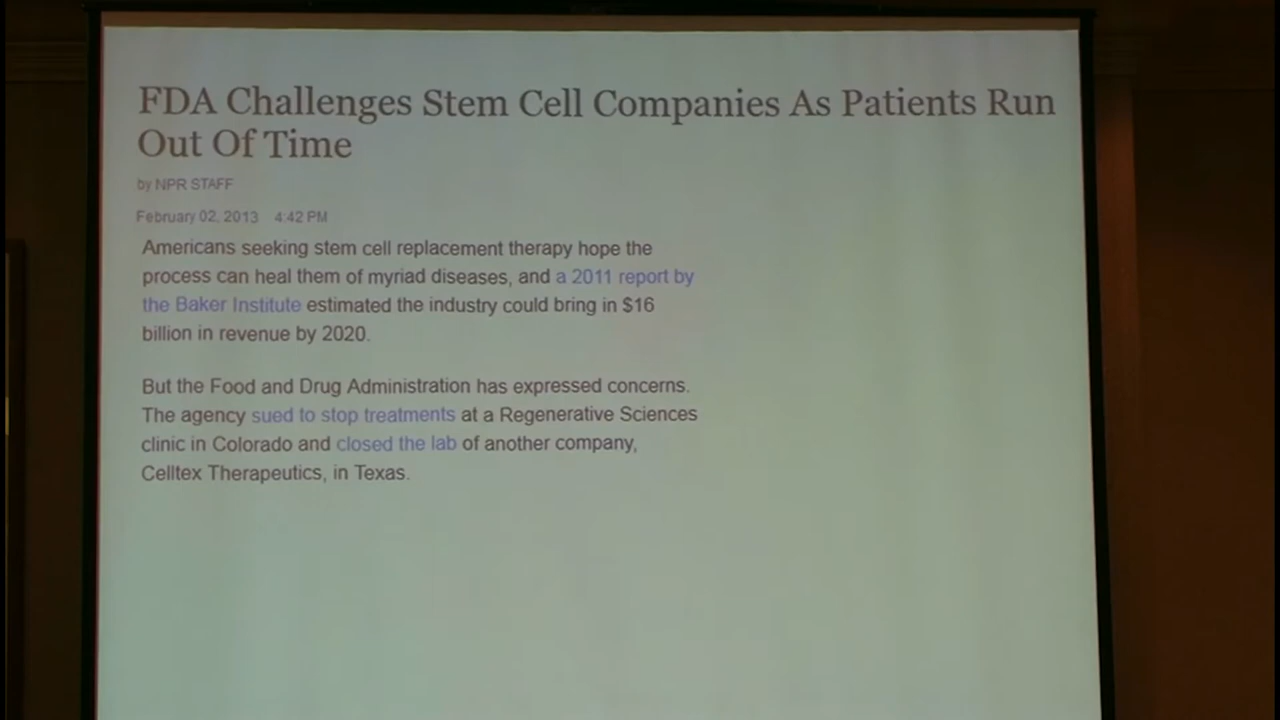 FDA Challenges Stem Cell Companies As Patients Run
Out Of Time
by NPR STAFF
February 02, 2013 4:42 PM
Americans seeking stem cell replacement therapy hope the
process can heal them of myriad diseases, and a 2011 report by
the Baker Institute estimated the industry could bring in $16
billion in revenue by 2020.
But the Food and Drug Administration has expressed concerns.
The agency sued to stop treatments at a Regenerative Sciences
clinic in Colorado and closed the lab of another company,
Celltex Therapeutics, in Texas.